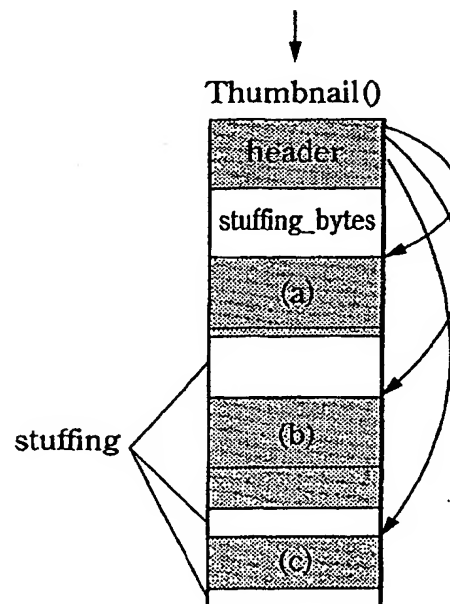 Thumbnail()
header
stuffing_bytes
(a)
stuffing
(b)
(c)